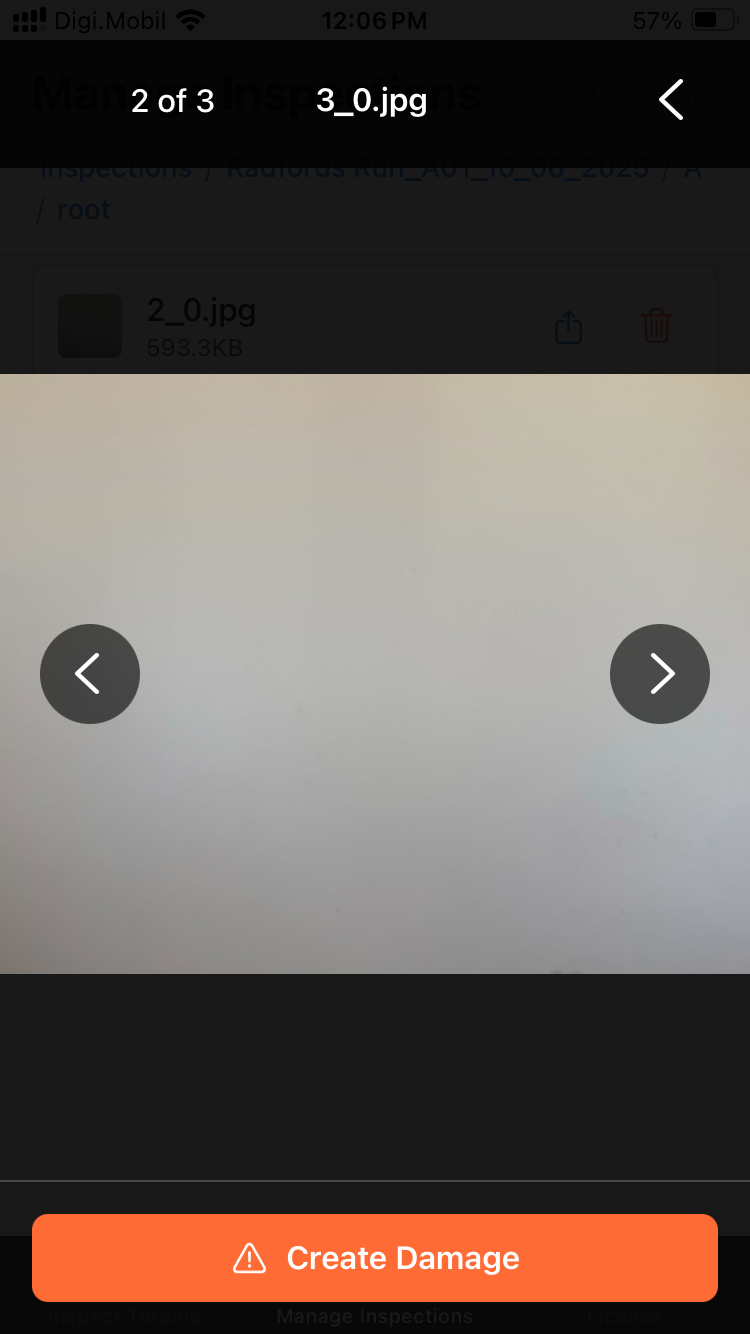 Digi.Mobil 12:06 PM 57%
Manage Inspections
2 of 3 3_0.jpg
Inspections / Radfords Run_A01_10_06_2025 / A
/ root
2_0.jpg
593.3KB
Create Damage
Inspect Turbine Manage Inspections License